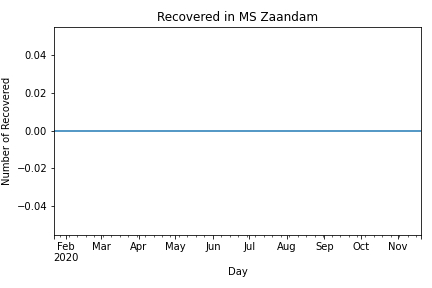 Recovered in MS Zaandam
Number of Recovered
0.04
0.02
0.00
−0.02
−0.04
Feb Mar Apr May Jun Jul Aug Sep Oct Nov
2020
Day